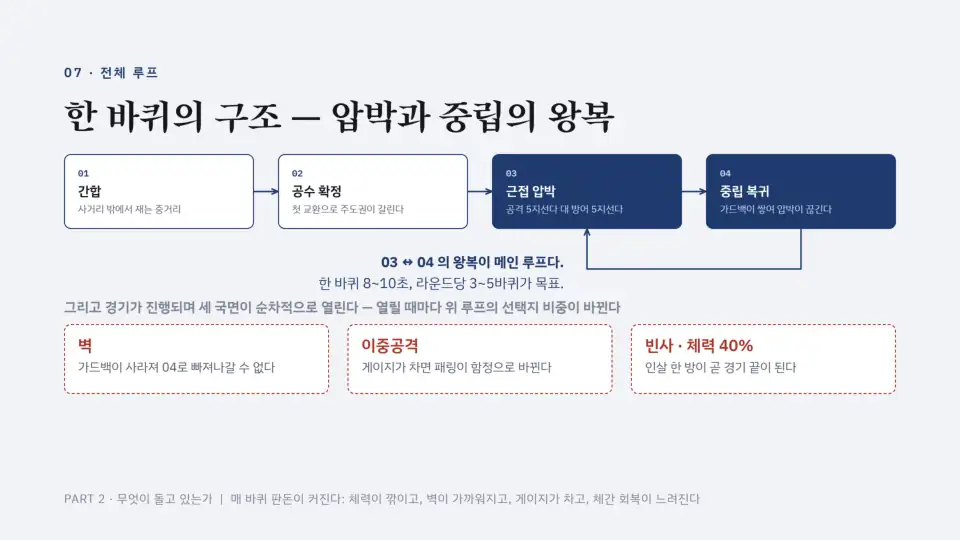 07 · 전체 루프
한 바퀴의 구조 — 압박과 중립의 왕복
01
간합
사거리 밖에서 재는 중거리
02
공수 확정
첫 교환으로 주도권이 갈린다
03
근접 압박
공격 5지선다 대 방어 5지선다
04
중립 복귀
가드백이 쌓여 압박이 끊긴다
03 ↔ 04 의 왕복이 메인 루프다.
한 바퀴 8~10초, 라운드당 3~5바퀴가 목표.
그리고 경기가 진행되며 세 국면이 순차적으로 열린다 — 열릴 때마다 위 루프의 선택지 비중이 바뀐다
벽
가드백이 사라져 04로 빠져나갈 수 없다
이중공격
게이지가 차면 패링이 함정으로 바뀐다
빈사 · 체력 40%
인살 한 방이 곧 경기 끝이 된다
PART 2 · 무엇이 돌고 있는가 | 매 바퀴 판돈이 커진다: 체력이 깎이고, 벽이 가까워지고, 게이지가 차고, 체간 회복이 느려진다